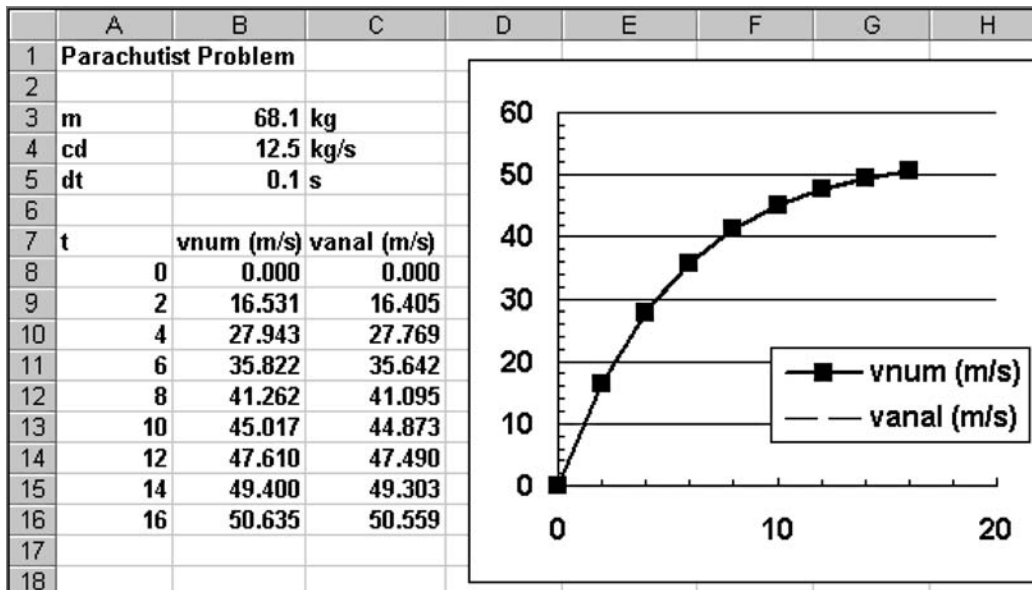 A B C D E F G H
1 Parachutist Problem
2
3 m 68.1 kg
4 cd 12.5 kg/s
5 dt 0.1 s
6
7 t vnum (m/s) vanal (m/s)
8 0 0.000 0.000
9 2 16.531 16.405
10 4 27.943 27.769
11 6 35.822 35.642
12 8 41.262 41.095
13 10 45.017 44.873
14 12 47.610 47.490
15 14 49.400 49.303
16 16 50.635 50.559
17
18
60
50
40
30
20
10
0
0 10 20
vnum (m/s)
vanal (m/s)